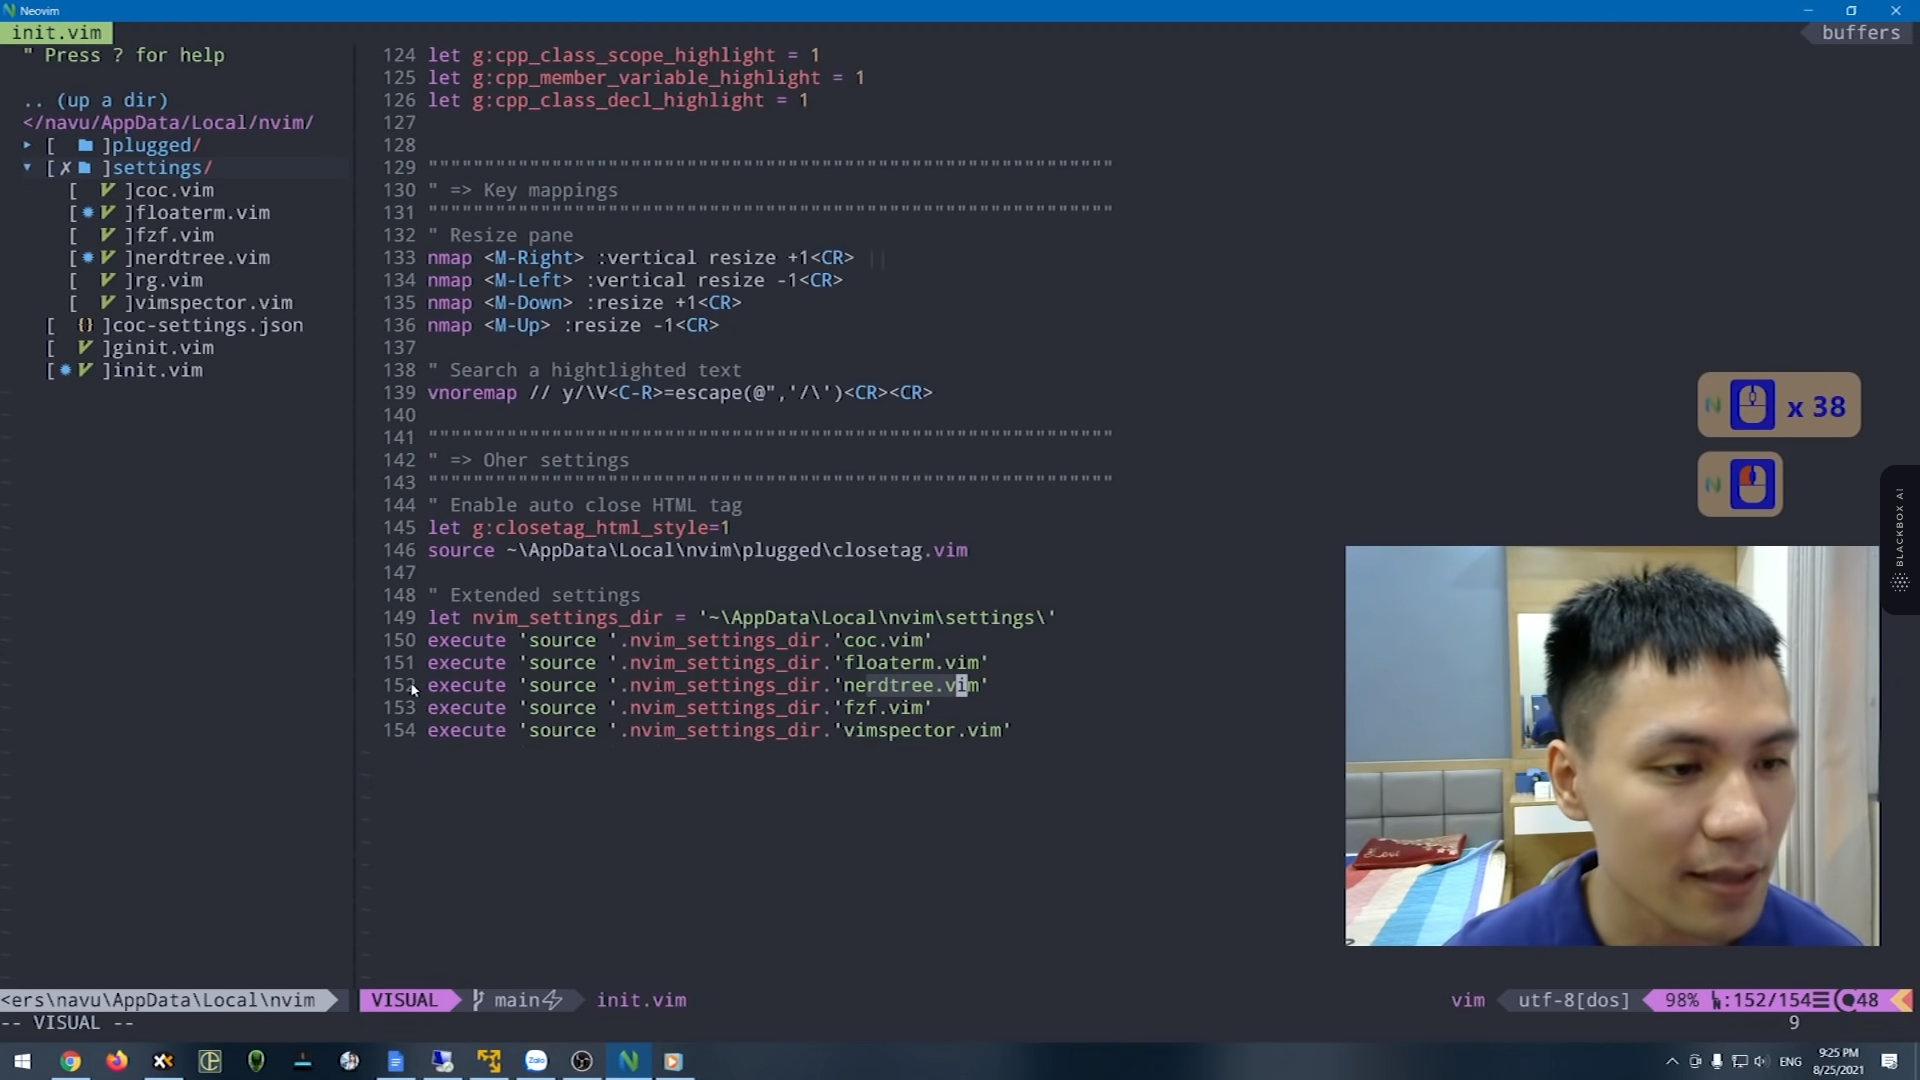 Neovim
init.vim
buffers
" Press ? for help
.. (up a dir)
</navu/AppData/Local/nvim/
[ ]plugged/
[✗ ]settings/
[ ]coc.vim
[ ]floaterm.vim
[ ]fzf.vim
[ ]nerdtree.vim
[ ]rg.vim
[ ]vimspector.vim
[ {} ]coc-settings.json
[ ]ginit.vim
[ ]init.vim
124 let g:cpp_class_scope_highlight = 1
125 let g:cpp_member_variable_highlight = 1
126 let g:cpp_class_decl_highlight = 1
127
128
129 """""""""""""""""""""""""""""""""""""""""""""""""""""""""""""
130 " => Key mappings
131 """""""""""""""""""""""""""""""""""""""""""""""""""""""""""""
132 " Resize pane
133 nmap <M-Right> :vertical resize +1<CR> ||
134 nmap <M-Left> :vertical resize -1<CR>
135 nmap <M-Down> :resize +1<CR>
136 nmap <M-Up> :resize -1<CR>
137
138 " Search a hightlighted text
139 vnoremap // y/\V<C-R>=escape(@",'/\')<CR><CR>
140
141 """""""""""""""""""""""""""""""""""""""""""""""""""""""""""""
142 " => Oher settings
143 """""""""""""""""""""""""""""""""""""""""""""""""""""""""""""
144 " Enable auto close HTML tag
145 let g:closetag_html_style=1
146 source ~\AppData\Local\nvim\plugged\closetag.vim
147
148 " Extended settings
149 let nvim_settings_dir = '~\AppData\Local\nvim\settings\'
150 execute 'source '.nvim_settings_dir.'coc.vim'
151 execute 'source '.nvim_settings_dir.'floaterm.vim'
152 execute 'source '.nvim_settings_dir.'nerdtree.vim'
153 execute 'source '.nvim_settings_dir.'fzf.vim'
154 execute 'source '.nvim_settings_dir.'vimspector.vim'
x 38
BLACKBOX AI
<ers\navu\AppData\Local\nvim
VISUAL main init.vim
vim utf-8[dos] 98% :152/154 48
-- VISUAL --
9
Zalo
ENG
9:25 PM
8/25/2021